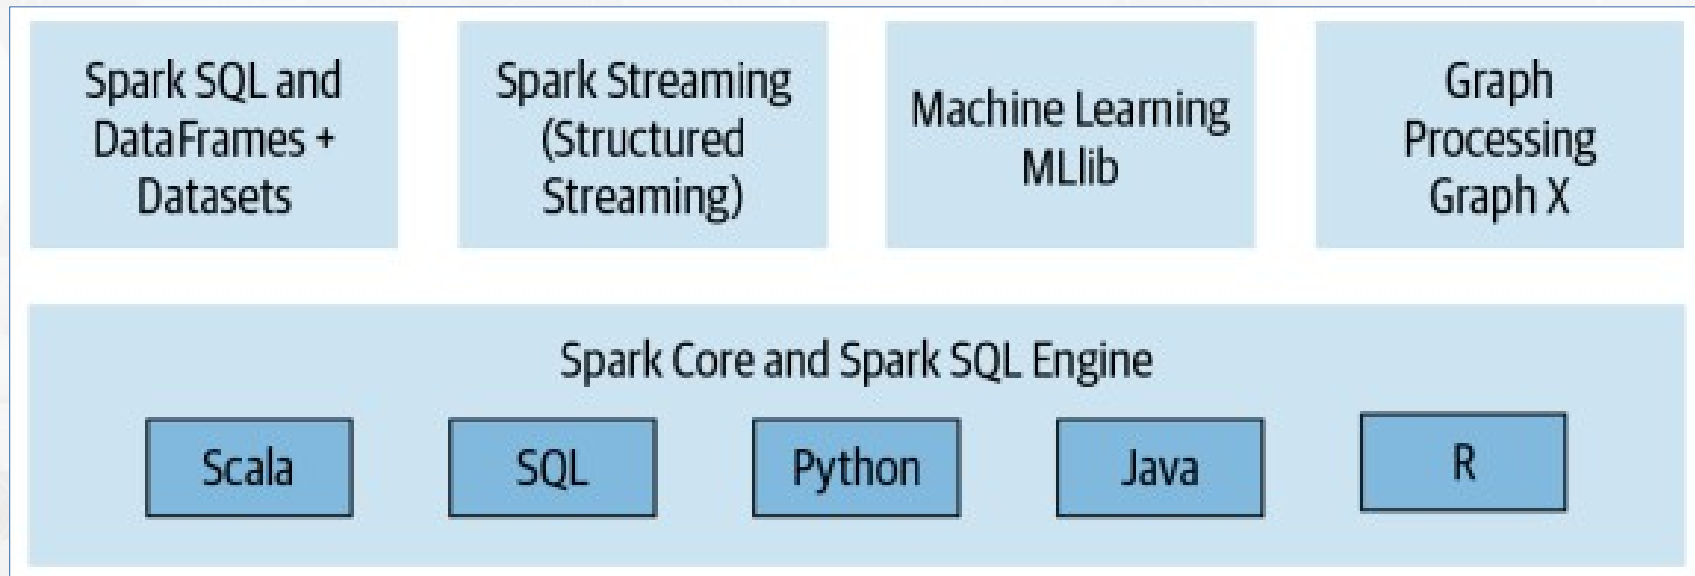 Spark SQL and
DataFrames +
Datasets
Spark Streaming
(Structured
Streaming)
Machine Learning
MLlib
Graph
Processing
Graph X
Spark Core and Spark SQL Engine
Scala
SQL
Python
Java
R